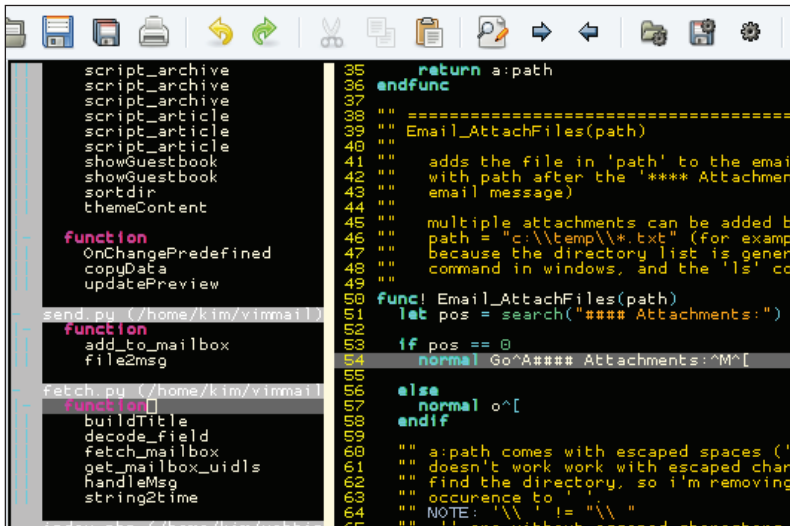 script_archive
script_archive
script_archive
script_article
script_article
script_article
showGuestbook
showGuestbook
sortdir
themeContent
function
OnChangePredefined
copyData
updatePreview
send.py (/home/kim/vimmail)
function
add_to_mailbox
file2msg
fetch.py (/home/kim/vimmail
function
buildTitle
decode_field
fetch_mailbox
get_mailbox_uidls
handleMsg
string2time
35 return a:path
36 endfunc
37
38 "" =====================================
39 "" Email_AttachFiles(path)
40 ""
41 "" adds the file in 'path' to the emai
42 "" with path after the '**** Attachmen
43 "" email message)
44
45 "" multiple attachments can be added b
46 "" path = "c:\\temp\\*.txt" (for examp
47 "" because the directory list is gener
48 "" command in windows, and the 'ls' co
49 ""
50 func! Email_AttachFiles(path)
51 let pos = search("#### Attachments:")
52
53 if pos == 0
54 normal Go^A#### Attachments:^M^[
55
56 else
57 normal o^[
58 endif
59
60 "" a:path comes with escaped spaces ('
61 "" doesn't work work with escaped char
62 "" find the directory, so i'm removing
63 "" occurence to ' '.
64 "" NOTE: '\\ ' != "\\ "